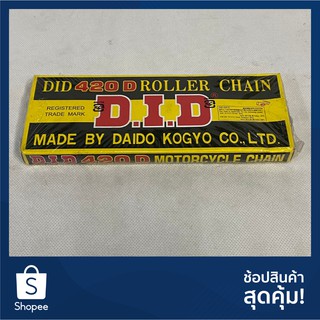 DID 420 D ROLLER CHAIN
REGISTERED
TRADE MARK
D.I.D
MADE BY DAIDO KOGYO CO., LTD.
D.I.D 420 D MOTORCYCLE CHAIN
S
Shopee
ช้อปสินค้า
สุดคุ้ม!